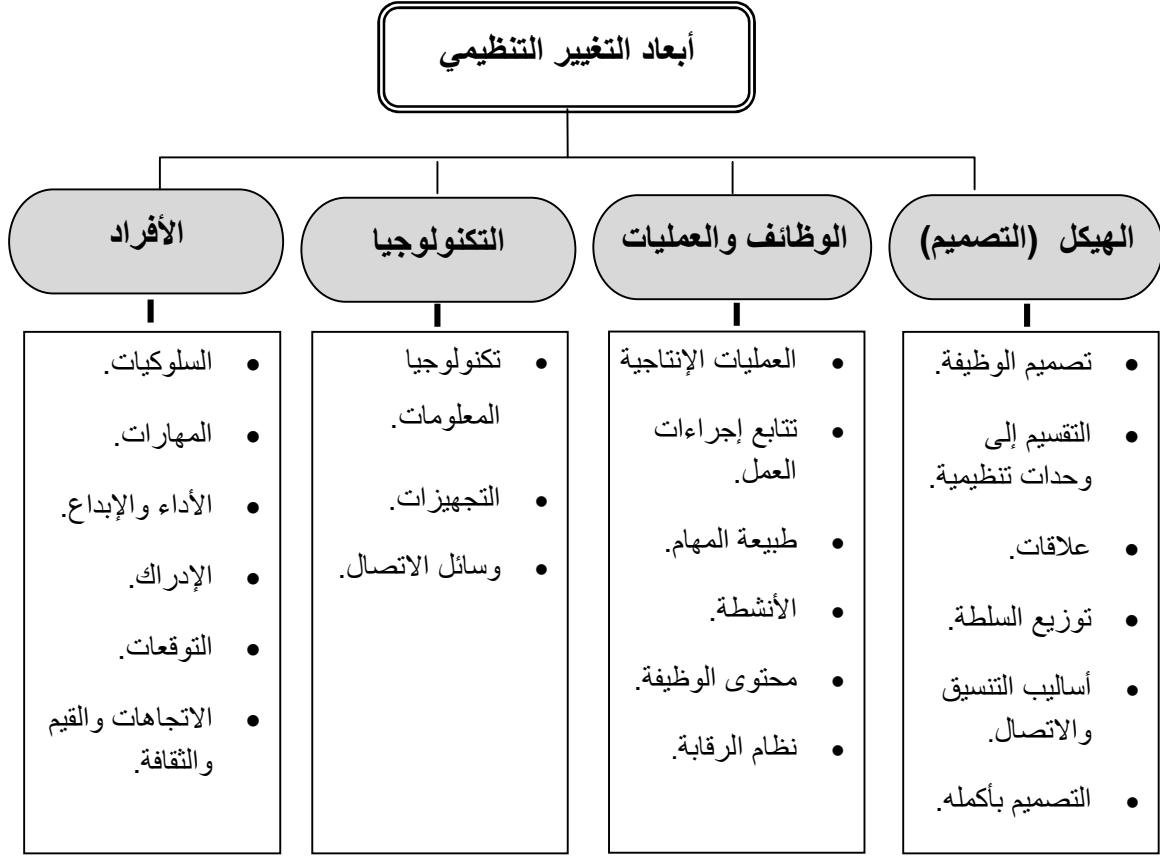 أبعاد التغيير التنظيمي
الهيكل (التصميم)
الوظائف والعمليات
التكنولوجيا
الأفراد
• تصميم الوظيفة.
• التقسيم إلى
وحدات تنظيمية.
• علاقات.
• توزيع السلطة.
• أساليب التنسيق
والاتصال.
• التصميم بأكمله.
• العمليات الإنتاجية
• تتابع إجراءات
العمل.
• طبيعة المهام.
• الأنشطة.
• محتوى الوظيفة.
• نظام الرقابة.
• تكنولوجيا
المعلومات.
• التجهيزات.
• وسائل الاتصال.
• السلوكيات.
• المهارات.
• الأداء والإبداع.
• الإدراك.
• التوقعات.
• الاتجاهات والقيم
والثقافة.